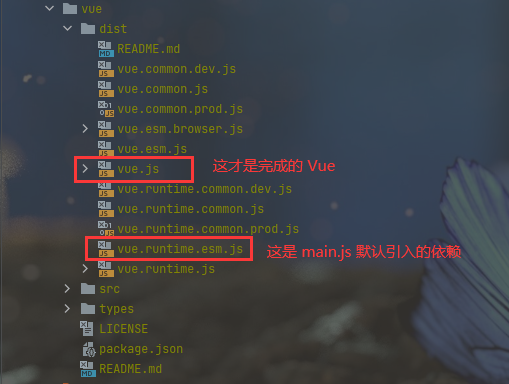 vue
dist
README.md
vue.common.dev.js
vue.common.js
vue.common.prod.js
vue.esm.browser.js
vue.esm.js
vue.js
这才是完成的 Vue
vue.runtime.common.dev.js
vue.runtime.common.js
vue.runtime.common.prod.js
vue.runtime.esm.js
这是 main.js 默认引入的依赖
vue.runtime.js
src
types
LICENSE
package.json
README.md